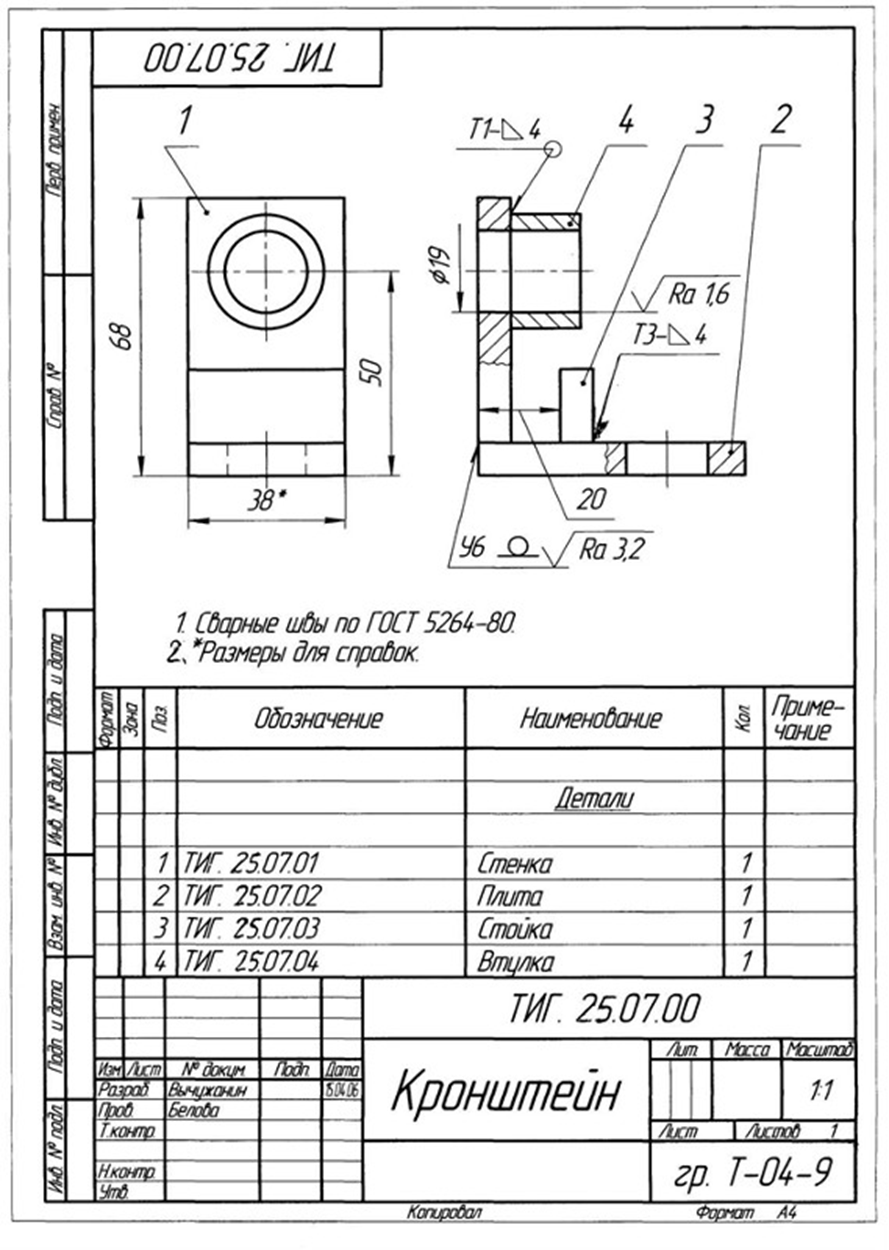 ТИГ. 25.07.00
Перв. примен.
Справ. №
Подп. и дата
Инв. № дубл.
Взам. инв. №
Подп. и дата
Инв. № подл.
1
Т1-◺ 4
4
3
2
68
50
38*
⌀19
Ra 1,6
Т3-◺ 4
20
У6
Ra 3,2
1. Сварные швы по ГОСТ 5264-80.
2. *Размеры для справок.
Формат Зона Поз. Обозначение Наименование Кол. Приме-
чание
Детали
1 ТИГ. 25.07.01 Стенка 1
2 ТИГ. 25.07.02 Плита 1
3 ТИГ. 25.07.03 Стойка 1
4 ТИГ. 25.07.04 Втулка 1
ТИГ. 25.07.00
Изм. Лист № докум. Подп. Дата
Разраб. Вычужанин 15.04.06
Пров. Белова
Т.контр.
Н.контр.
Утв.
Кронштейн
Лит. Масса Масштаб
1:1
Лист Листов 1
гр. Т-04-9
Копировал Формат А4